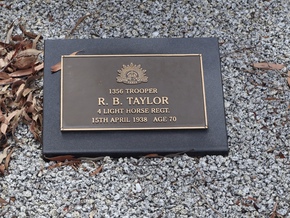 1356 TROOPER
R. B. TAYLOR
4 LIGHT HORSE REGT.
15TH APRIL 1938 AGE 70